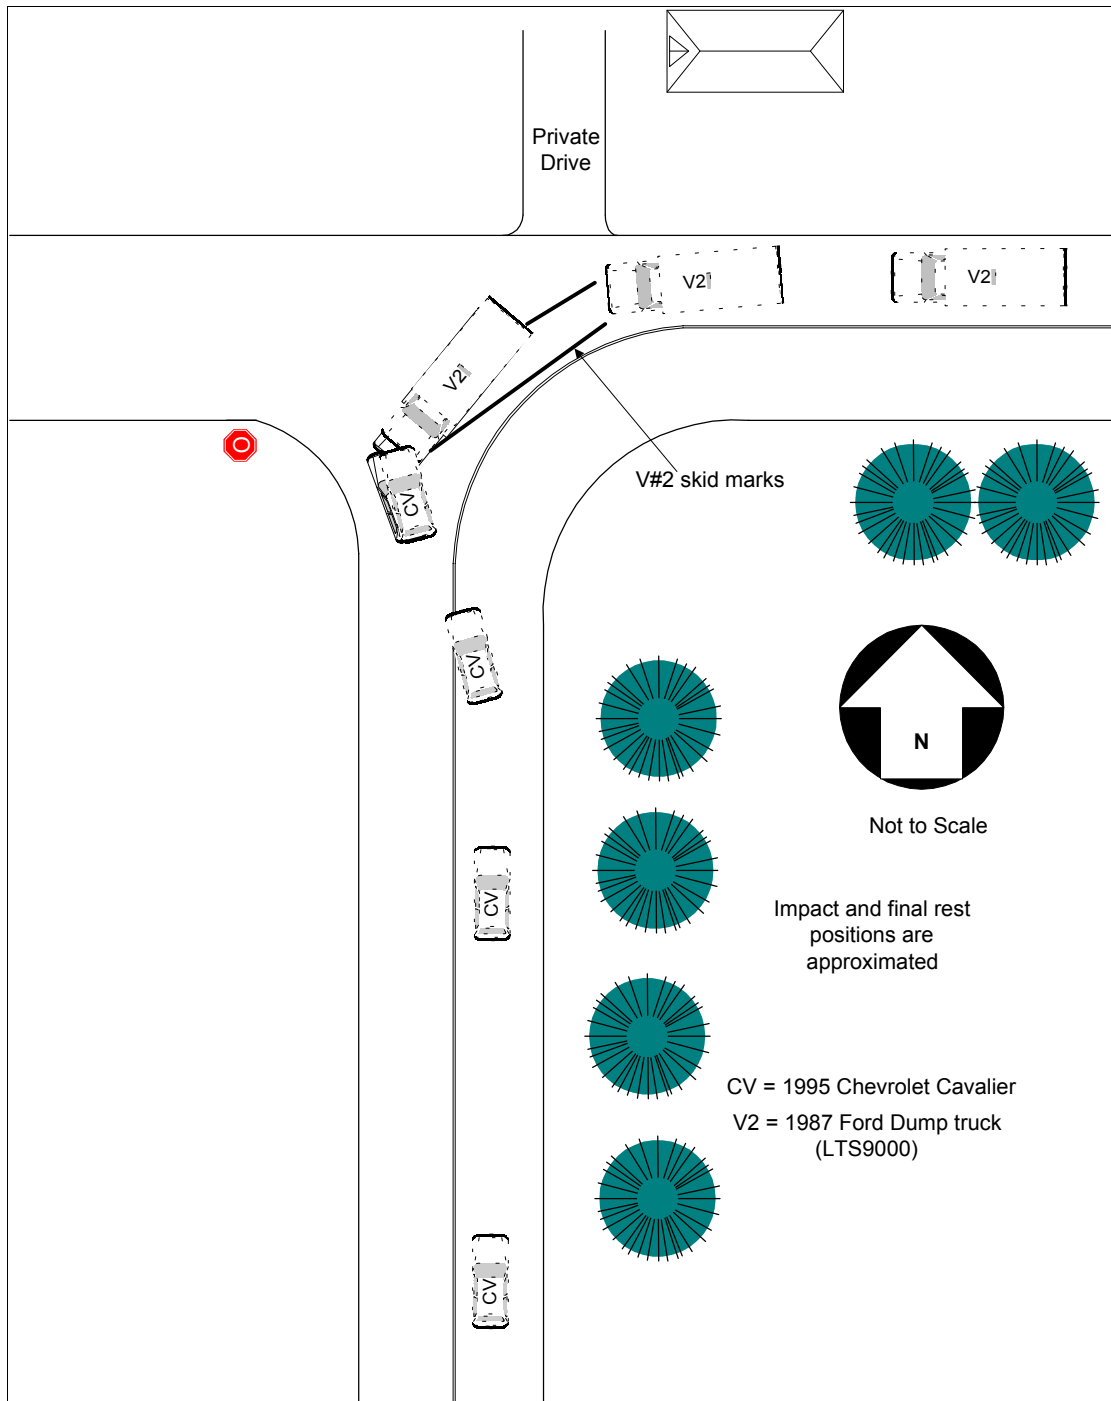 Private
Drive
V2
V2
V2
CV
V#2 skid marks
CV
N
Not to Scale
CV
Impact and final rest
positions are
approximated
CV = 1995 Chevrolet Cavalier
V2 = 1987 Ford Dump truck
(LTS9000)
CV